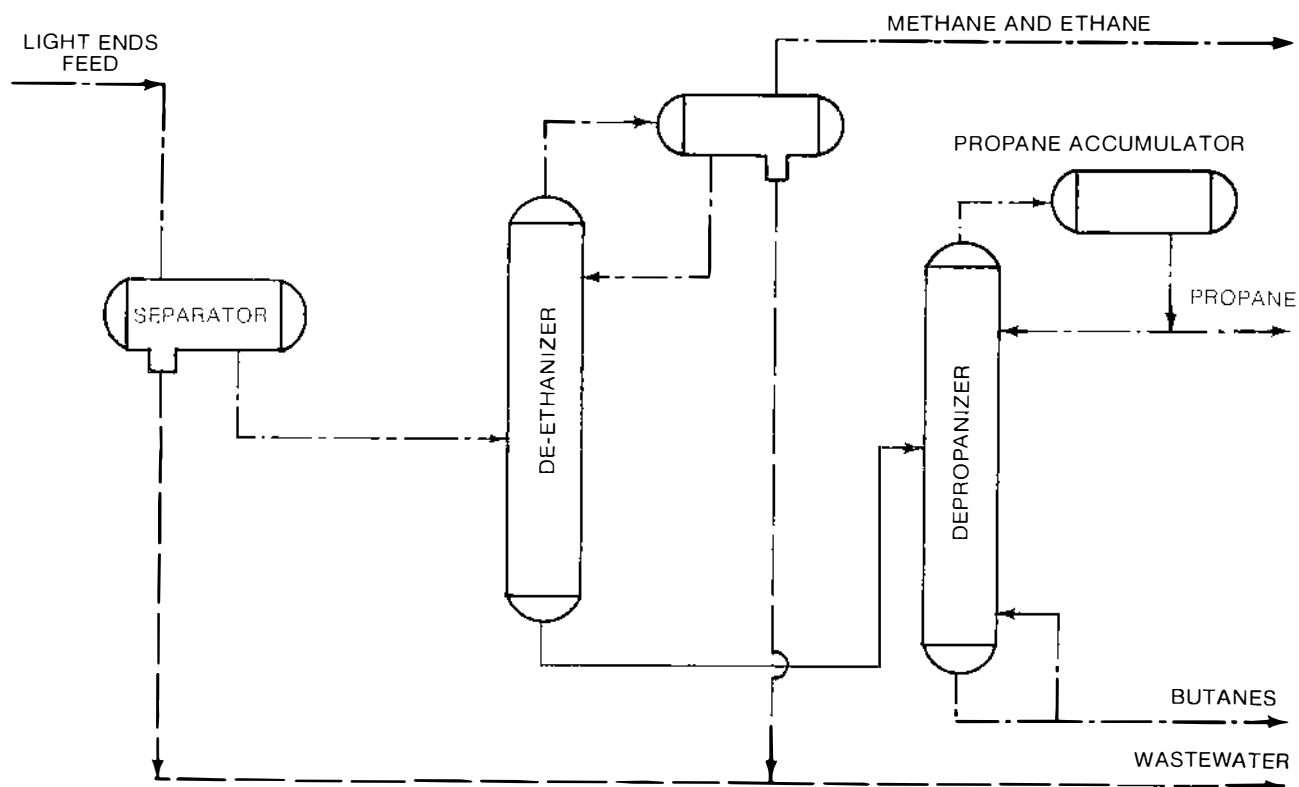 METHANE AND ETHANE
LIGHT ENDS
FEED
PROPANE ACCUMULATOR
SEPARATOR
PROPANE
DE-ETHANIZER
DEPROPANIZER
BUTANES
WASTEWATER